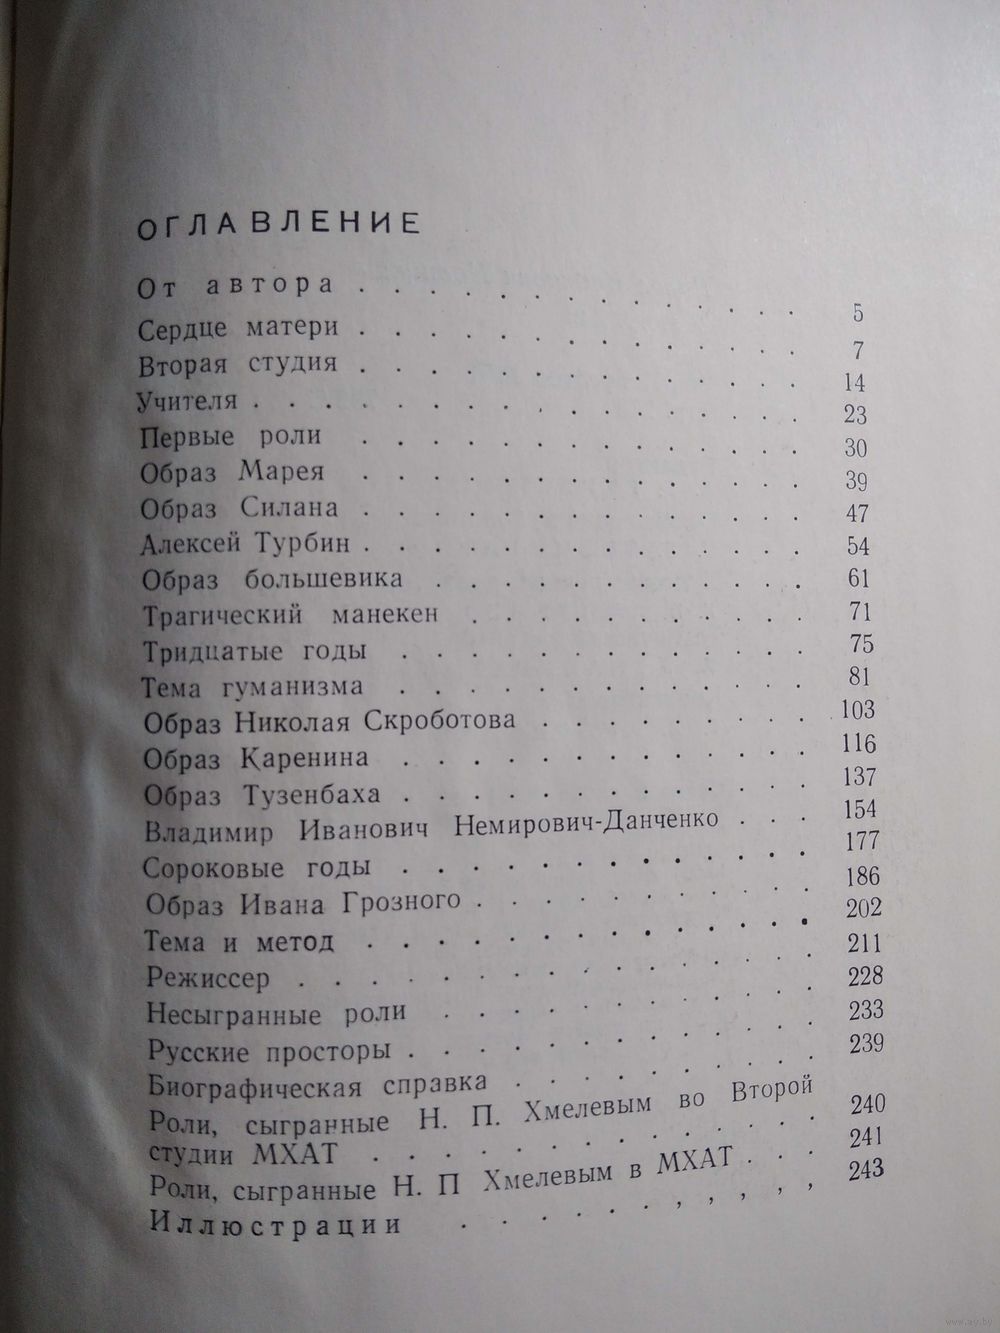 ОГЛАВЛЕНИЕ
От автора . . . . . . . . . . . . . 5
Сердце матери . . . . . . . . . . . . . 7
Вторая студия . . . . . . . . . . . . . 14
Учителя . . . . . . . . . . . . . . . . 23
Первые роли . . . . . . . . . . . . . 30
Образ Марея . . . . . . . . . . . . . 39
Образ Силана . . . . . . . . . . . . . 47
Алексей Турбин . . . . . . . . . . . . . 54
Образ большевика . . . . . . . . . . . 61
Трагический манекен . . . . . . . . . . 71
Тридцатые годы . . . . . . . . . . . . 75
Тема гуманизма . . . . . . . . . . . . 81
Образ Николая Скроботова . . . . . . . . 103
Образ Каренина . . . . . . . . . . . . 116
Образ Тузенбаха . . . . . . . . . . . . 137
Владимир Иванович Немирович-Данченко . . . 154
Сороковые годы . . . . . . . . . . . . 177
Образ Ивана Грозного . . . . . . . . . . 186
Тема и метод . . . . . . . . . . . . . 202
Режиссер . . . . . . . . . . . . . . . 211
Несыгранные роли . . . . . . . . . . . 228
Русские просторы . . . . . . . . . . . . 233
Биографическая справка . . . . . . . . . 239
Роли, сыгранные Н. П. Хмелевым во Второй
студии МХАТ . . . . . . . . . . . . . 240
Роли, сыгранные Н. П Хмелевым в МХАТ . . . 241
Иллюстрации . . . . . . . . . . 243
www.ay.by